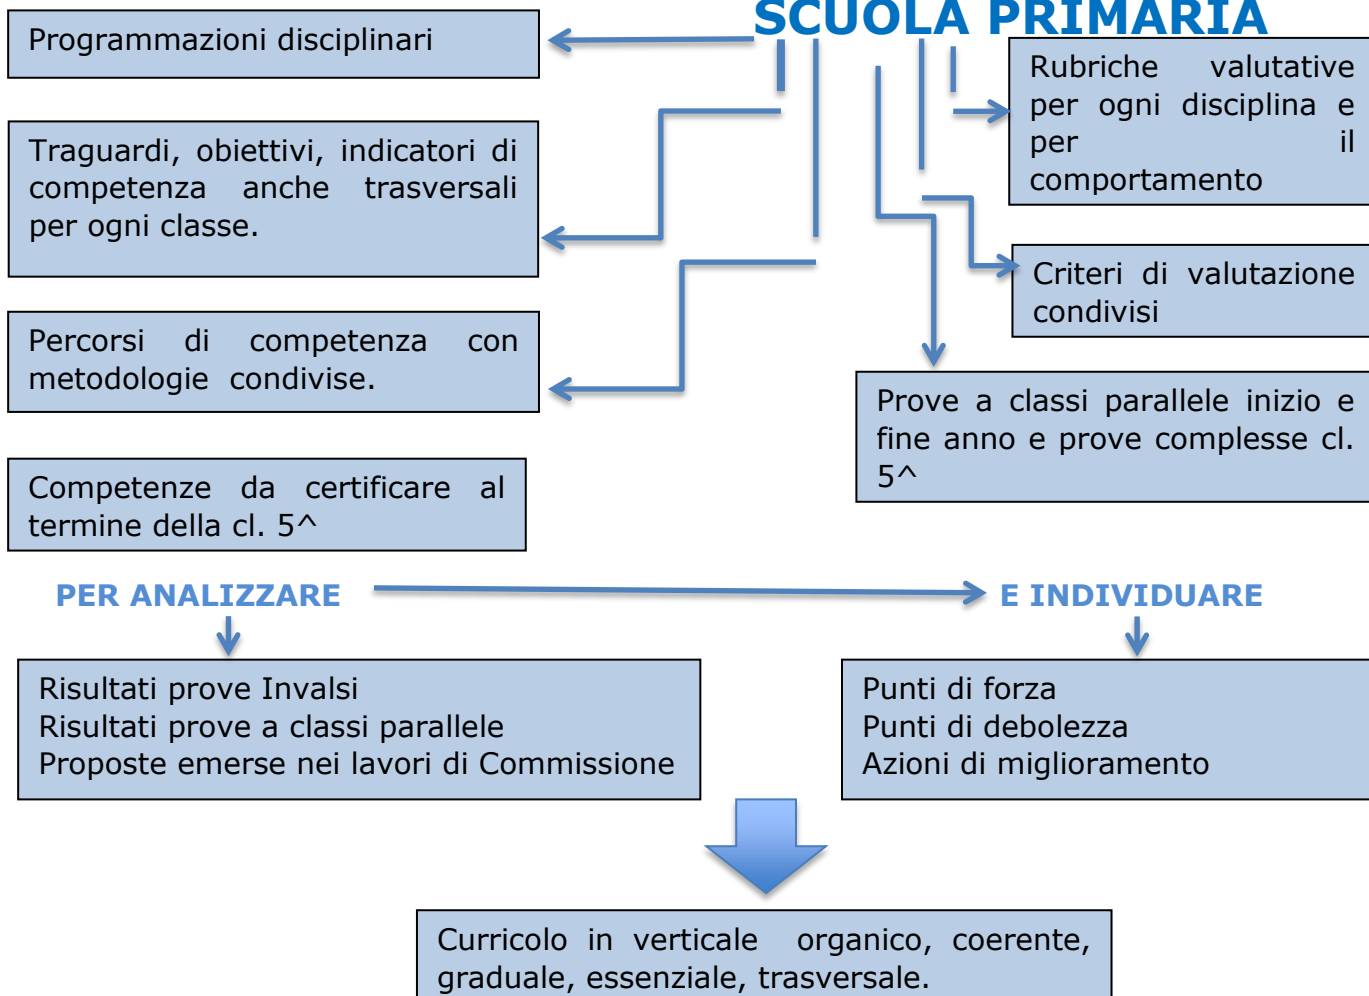 SCUOLA PRIMARIA
Programmazioni disciplinari
Traguardi, obiettivi, indicatori di
competenza anche trasversali
per ogni classe.
Percorsi di competenza con
metodologie condivise.
Competenze da certificare al
termine della cl. 5^
Rubriche valutative
per ogni disciplina e
per il
comportamento
Criteri di valutazione
condivisi
Prove a classi parallele inizio e
fine anno e prove complesse cl.
5^
PER ANALIZZARE
E INDIVIDUARE
Risultati prove Invalsi
Risultati prove a classi parallele
Proposte emerse nei lavori di Commissione
Punti di forza
Punti di debolezza
Azioni di miglioramento
Curricolo in verticale organico, coerente,
graduale, essenziale, trasversale.